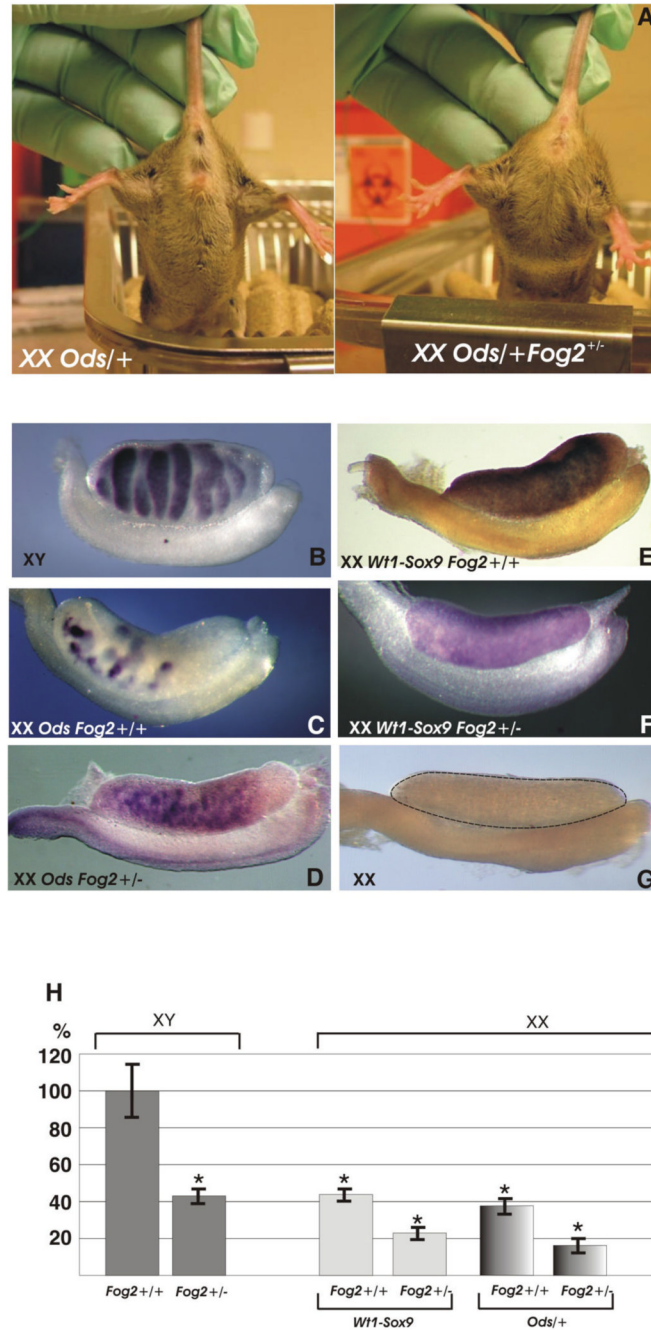 A
XX Ods/+
XX Ods/+Fog2+/-
XY
B
XX Wt1-Sox9 Fog2+/+
E
XX Ods Fog2+/+
C
XX Wt1-Sox9 Fog2+/-
F
XX Ods Fog2+/-
D
XX
G
H
%
XY
XX
120
100
80
60
40
20
*
*
*
*
*
Fog2+/+
Fog2+/-
Fog2+/+
Fog2+/-
Fog2+/+
Fog2+/-
Wt1-Sox9
Ods/+